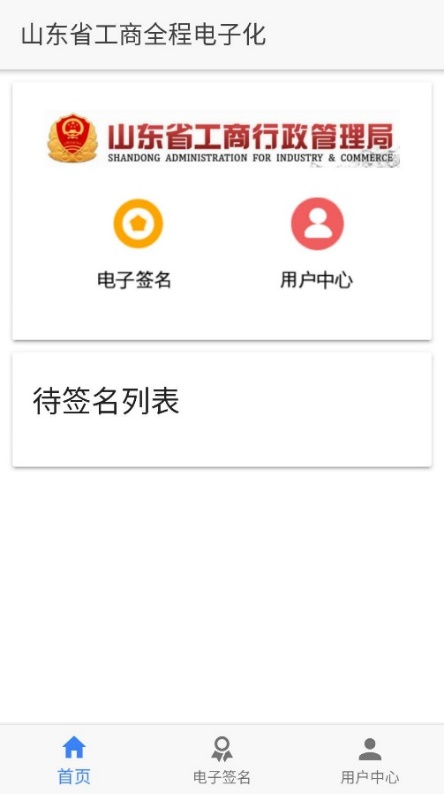 山东省工商全程电子化
山东省工商行政管理局
SHANDONG ADMINISTRATION FOR INDUSTRY & COMMERCE
电子签名
用户中心
待签名列表
首页
电子签名
用户中心